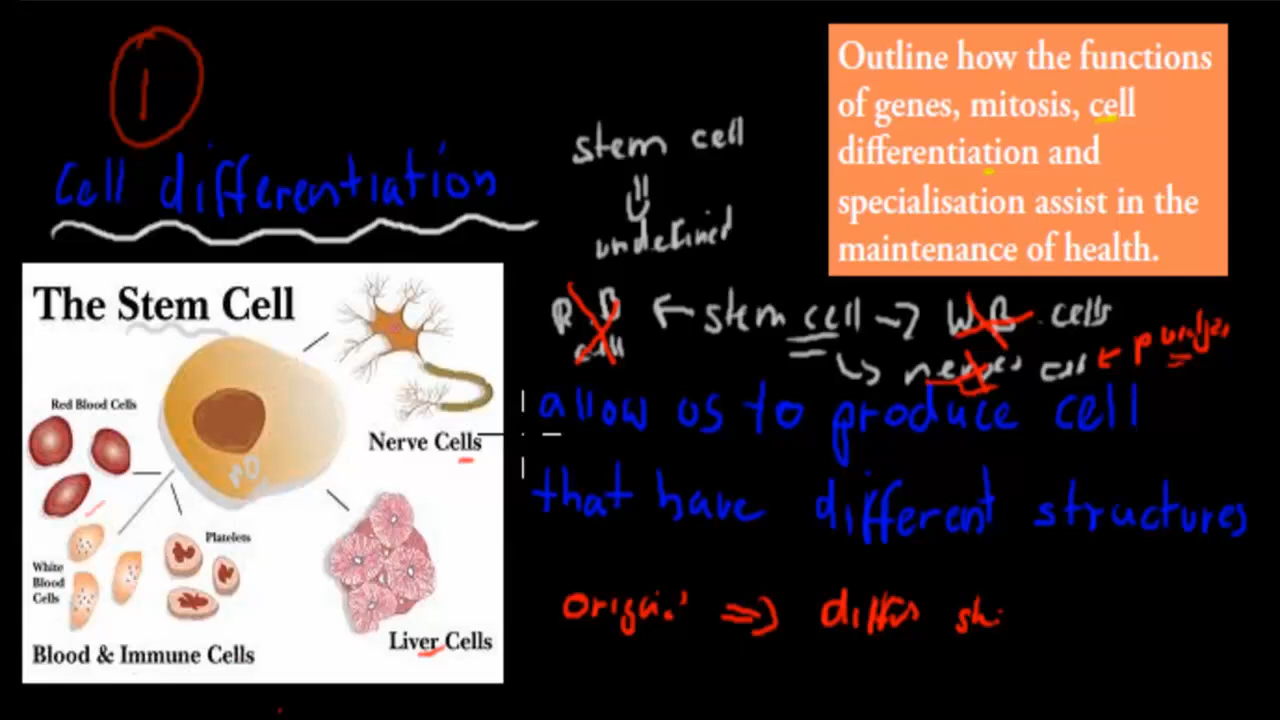 1
Cell differentiation
stem cell
undefined
Outline how the functions
of genes, mitosis, cell
differentiation and
specialisation assist in the
maintenance of health.
R B cell ← stem cell → W B cells
↳ cell ←
allow us to produce cell
that have different structures
⇒
The Stem Cell
Red Blood Cells
Nerve Cells
Platelets
White
Blood
Cells
Liver Cells
Blood & Immune Cells